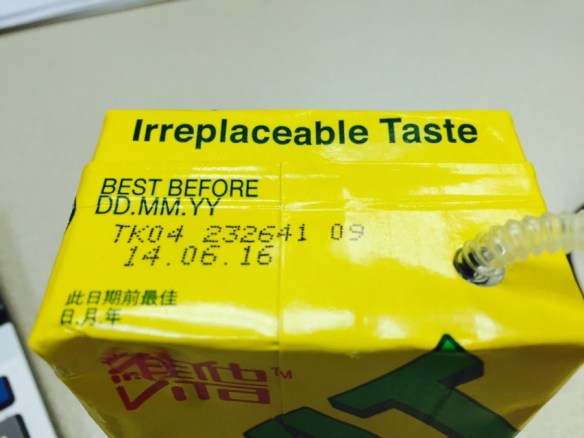 Irreplaceable Taste
BEST BEFORE
DD.MM.YY
TK04 232641 09
14.06.16
此日期前最佳
日.月.年
維他
TM